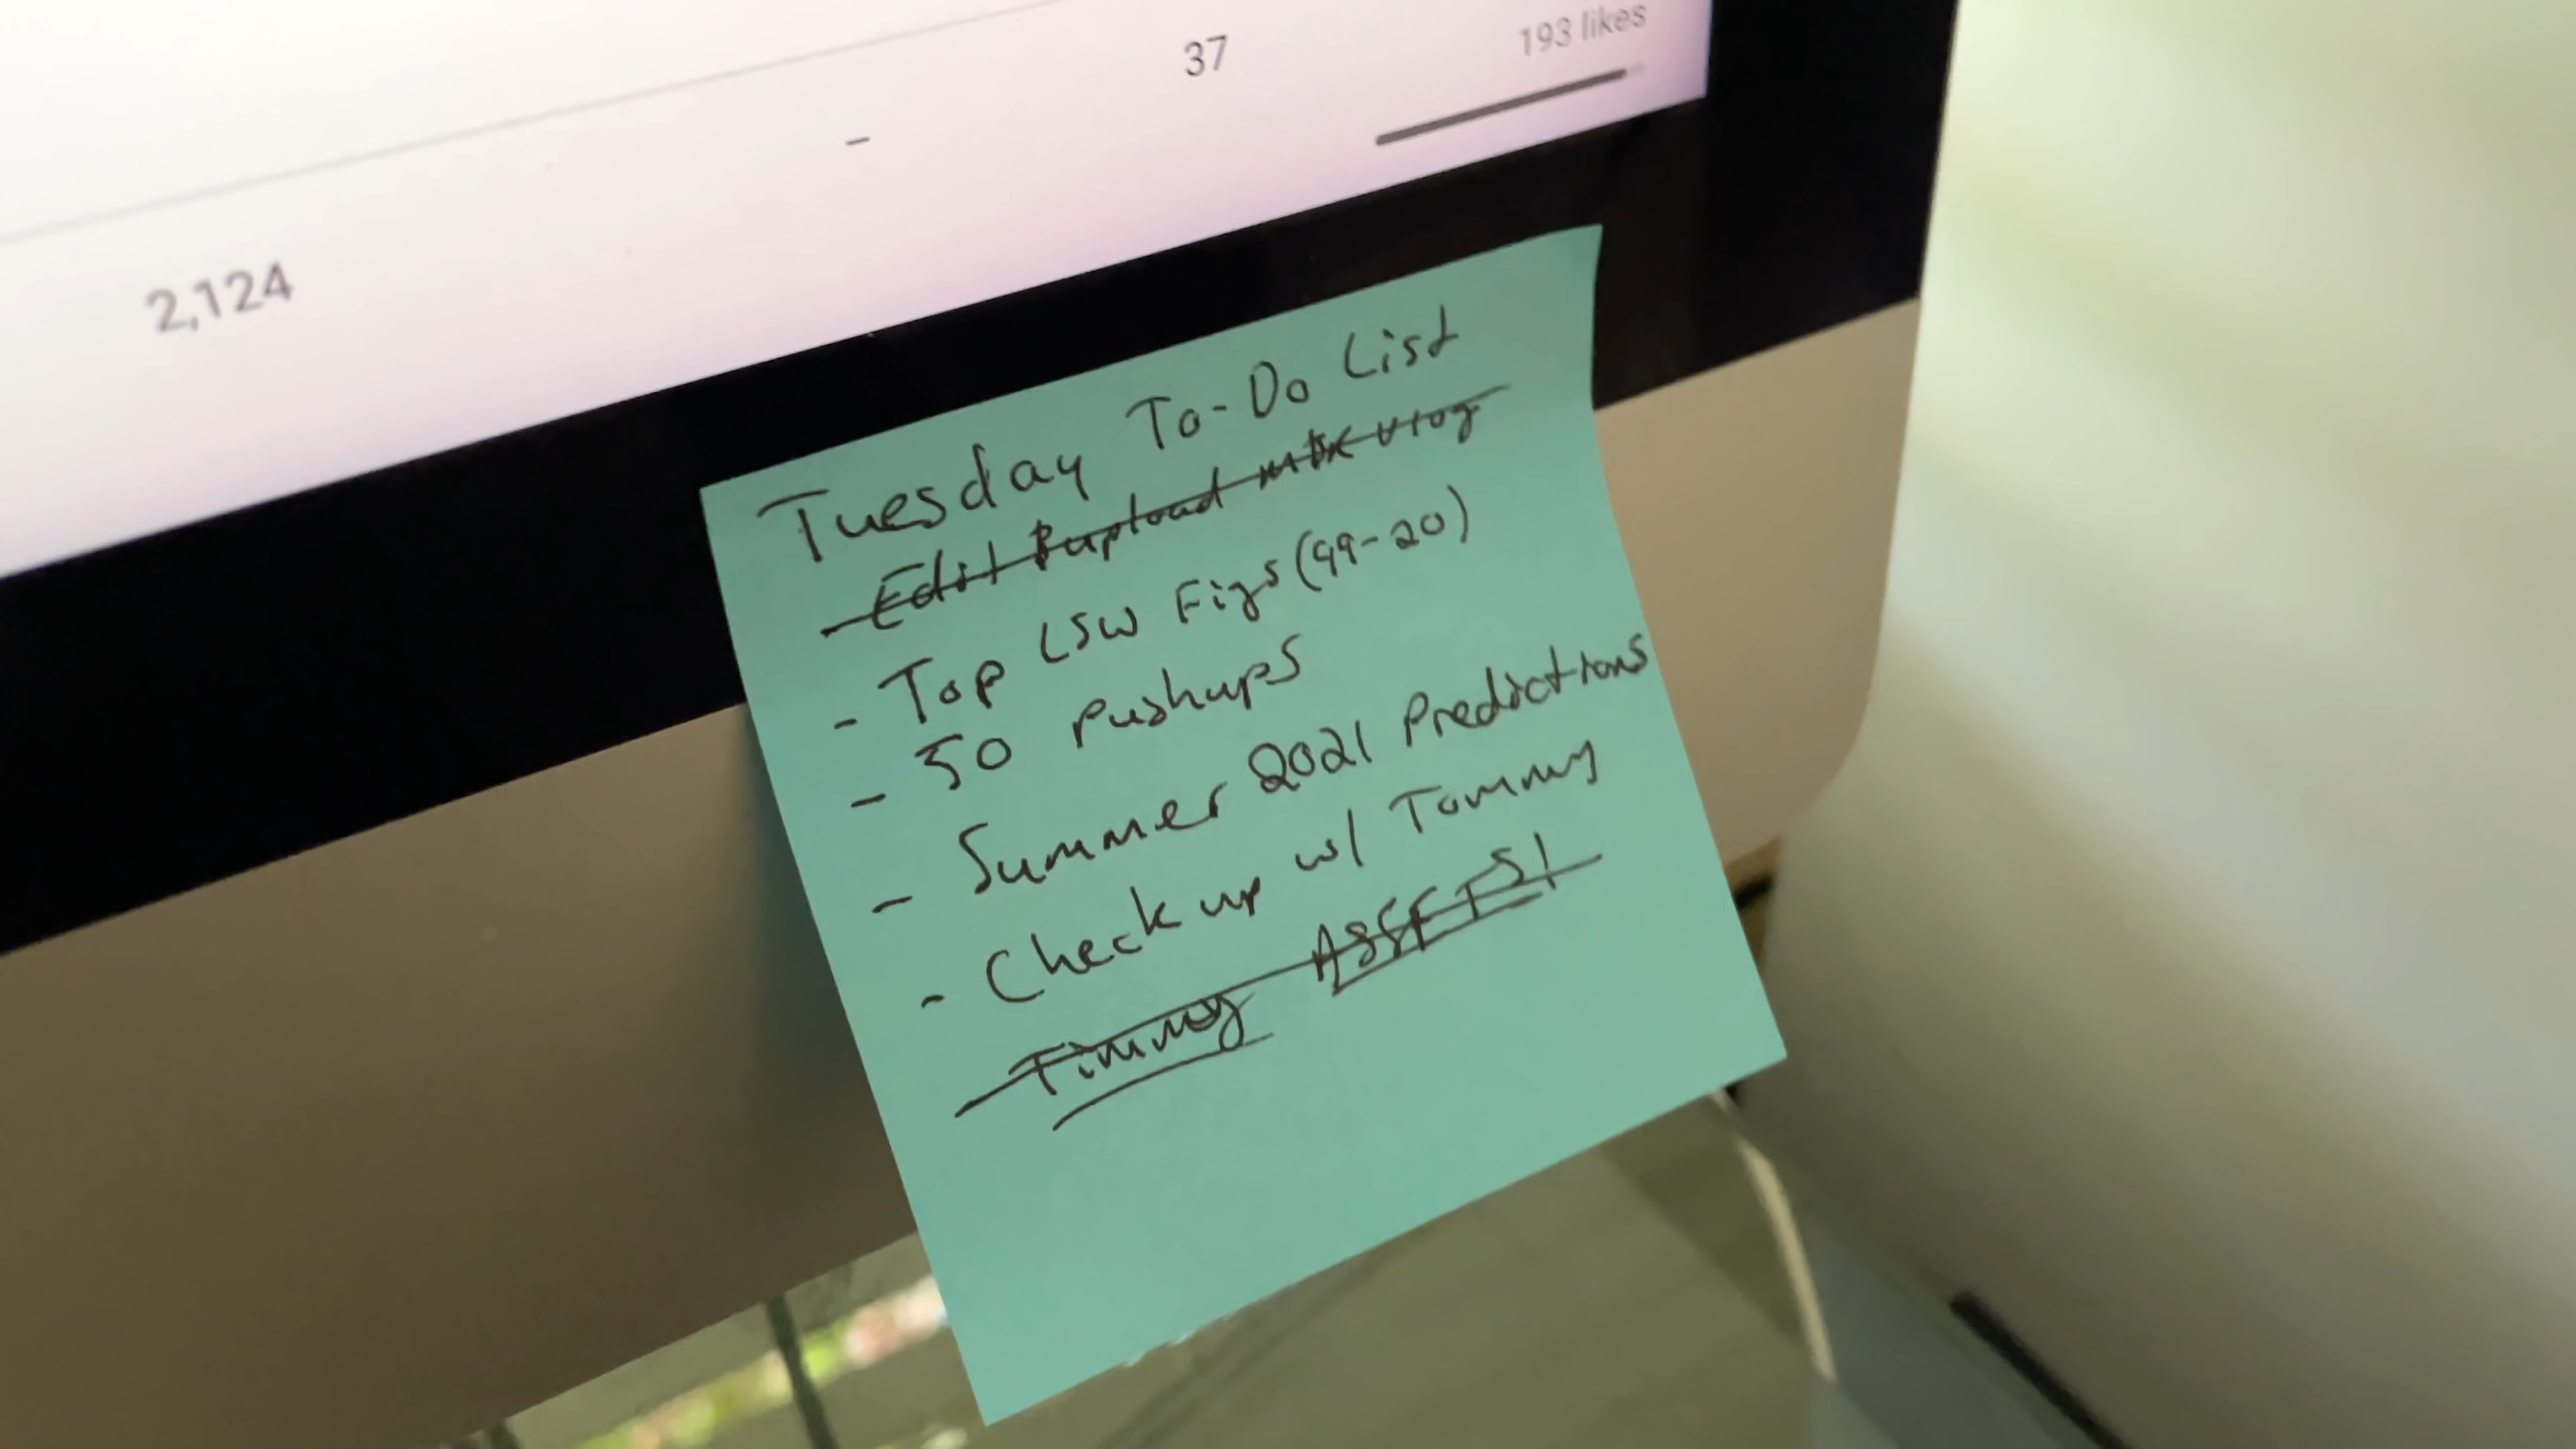 37
193 likes
-
2,124
Tuesday To-Do List
- Edit & upload vlog
- Top LSW Figs (99-20)
- 50 pushups
- Summer 2021 Predictions
- Check up w/ Tommy
- Timmy ASSETS!